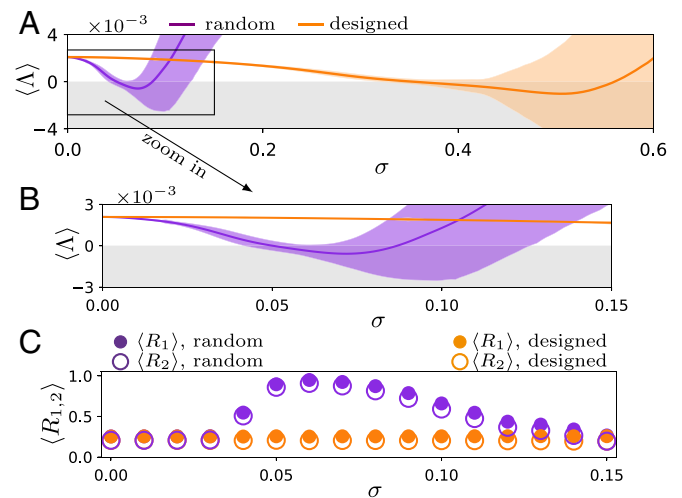 A
×10⁻³
random
designed
4
0
−4
⟨Λ⟩
0.0 0.2 0.4 0.6
σ
zoom in
B
×10⁻³
3
0
−3
⟨Λ⟩
0.00 0.05 0.10 0.15
σ
C
⟨R₁⟩, random
⟨R₂⟩, random
⟨R₁⟩, designed
⟨R₂⟩, designed
1.0
0.5
0.0
⟨R₁,₂⟩
0.00 0.05 0.10 0.15
σ